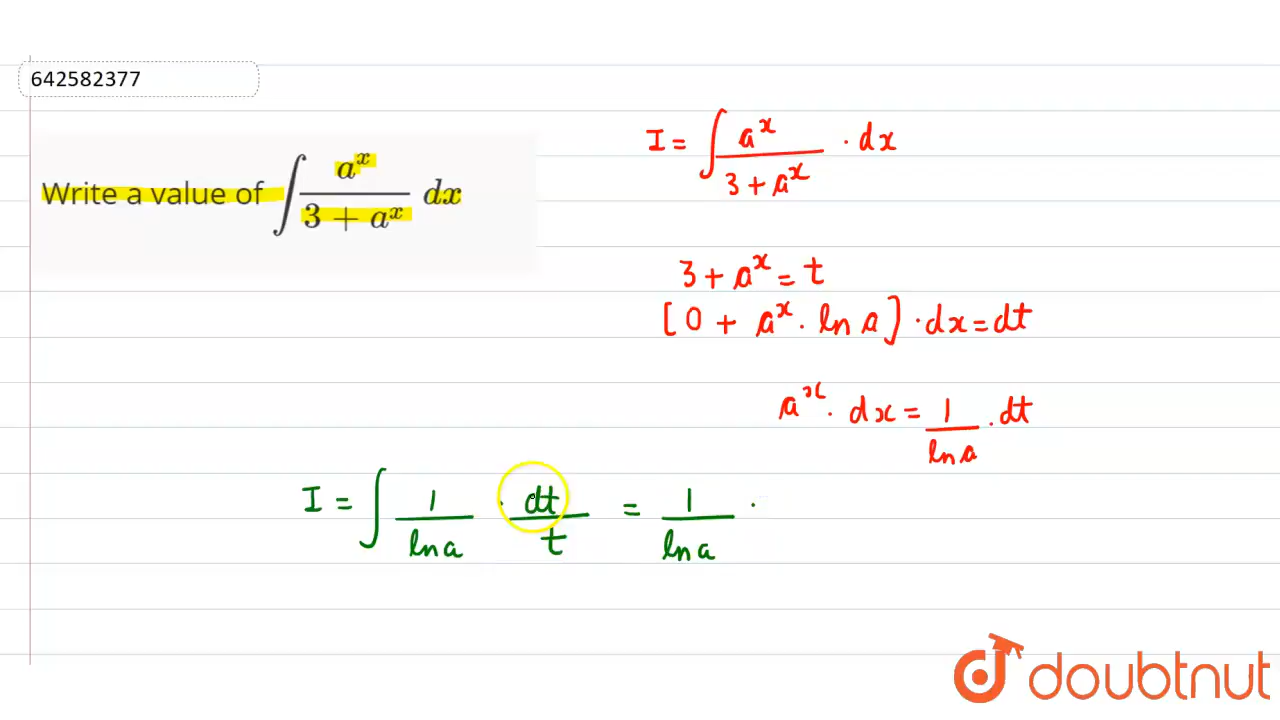 642582377
Write a value of ∫ a^x / (3 + a^x) dx
I = ∫ a^x / (3 + a^x) · dx
3 + a^x = t
[0 + a^x · ln a] · dx = dt
a^x · dx = 1 / ln a · dt
I = ∫ 1 / ln a · dt / t = 1 / ln a ·
doubtnut